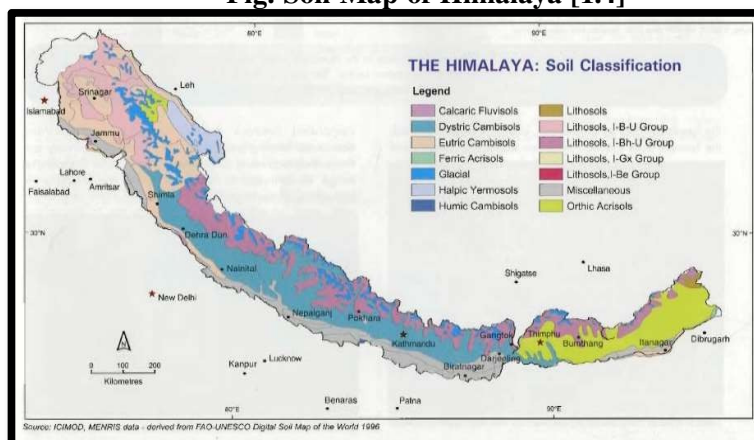 Fig. Soil Map of Himalaya [1.4]
80°E
90°E
THE HIMALAYA: Soil Classification
Legend
Calcaric Fluvisols
Dystric Cambisols
Eutric Cambisols
Ferric Acrisols
Glacial
Halpic Yermosols
Humic Cambisols
Lithosols
Lithosols, I-B-U Group
Lithosols, I-Bh-U Group
Lithosols, I-Gx Group
Lithosols, I-Be Group
Miscellaneous
Orthic Acrisols
Leh
Srinagar
Islamabad
Jammu
Lahore
Faisalabad
Amritsar
Shimla
30°N
30°N
Dehra Dun
Nainital
New Delhi
Shigatse
Lhasa
Nepalganj
Pokhara
Kathmandu
Gangtok
Thimphu
Bumthang
Itanagar
Dibrugarh
Darjeeling
Biratnagar
N
0 100 200
Kilometres
Kanpur
Lucknow
Benaras
Patna
80°E
90°E
Source: ICIMOD, MENRIS data - derived from FAO-UNESCO Digital Soil Map of the World 1996